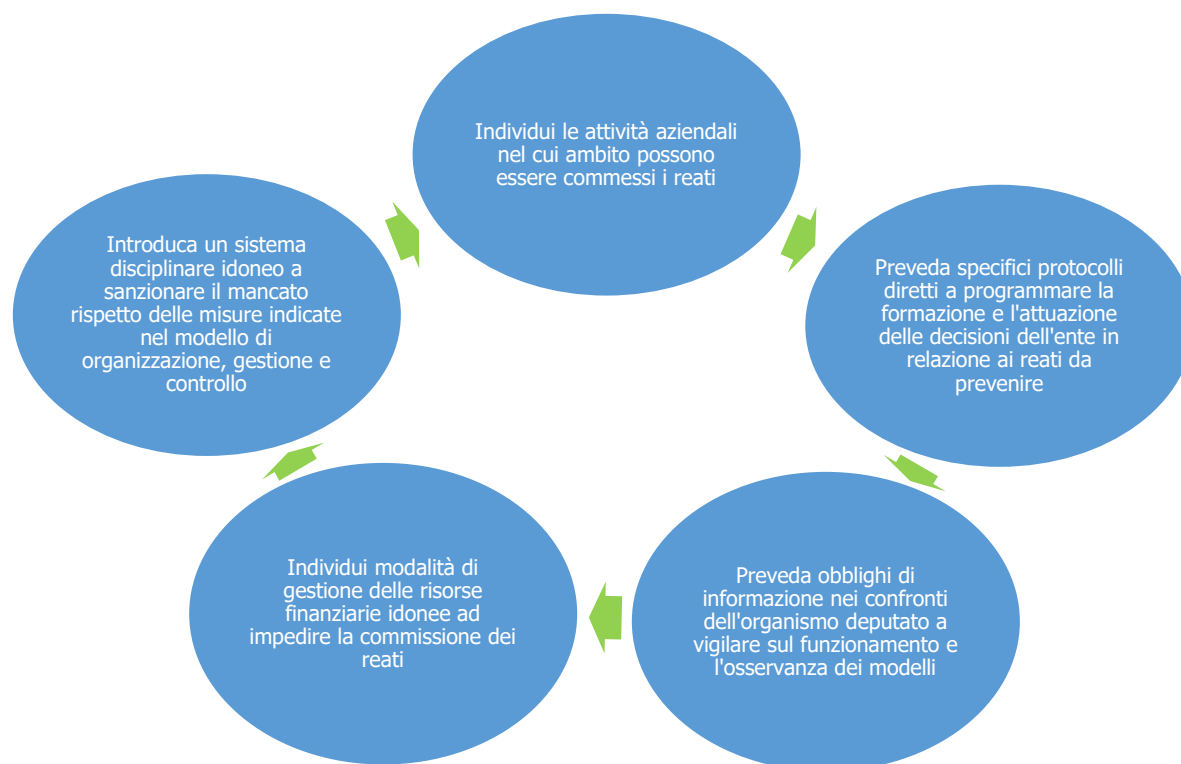 Individui le attività aziendali
nel cui ambito possono
essere commessi i reati
Preveda specifici protocolli
diretti a programmare la
formazione e l'attuazione
delle decisioni dell'ente in
relazione ai reati da
prevenire
Preveda obblighi di
informazione nei confronti
dell'organismo deputato a
vigilare sul funzionamento e
l'osservanza dei modelli
Individui modalità di
gestione delle risorse
finanziarie idonee ad
impedire la commissione dei
reati
Introduca un sistema
disciplinare idoneo a
sanzionare il mancato
rispetto delle misure indicate
nel modello di
organizzazione, gestione e
controllo